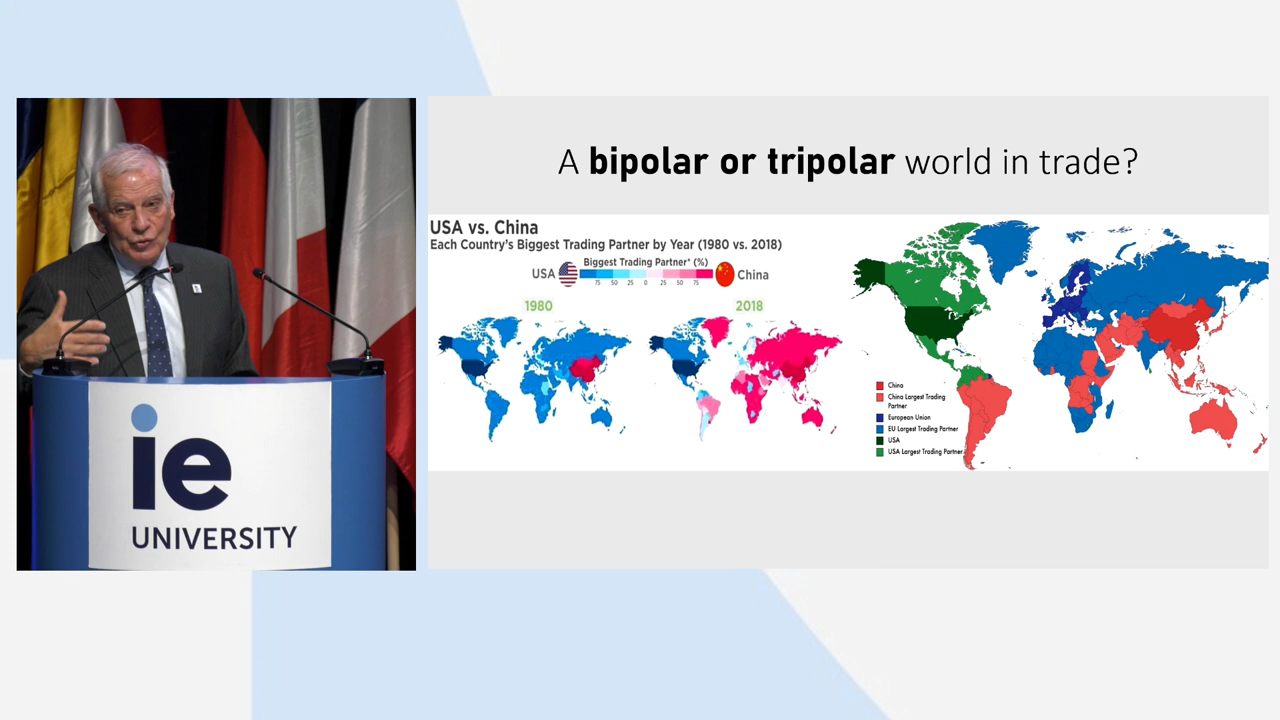 A bipolar or tripolar world in trade?
USA vs. China
Each Country's Biggest Trading Partner by Year (1980 vs. 2018)
Biggest Trading Partner* (%)
USA
China
75 50 25 0 25 50 75
1980
2018
China
China Largest Trading
Partner
European Union
EU Largest Trading Partner
USA
USA Largest Trading Partner
ie
UNIVERSITY